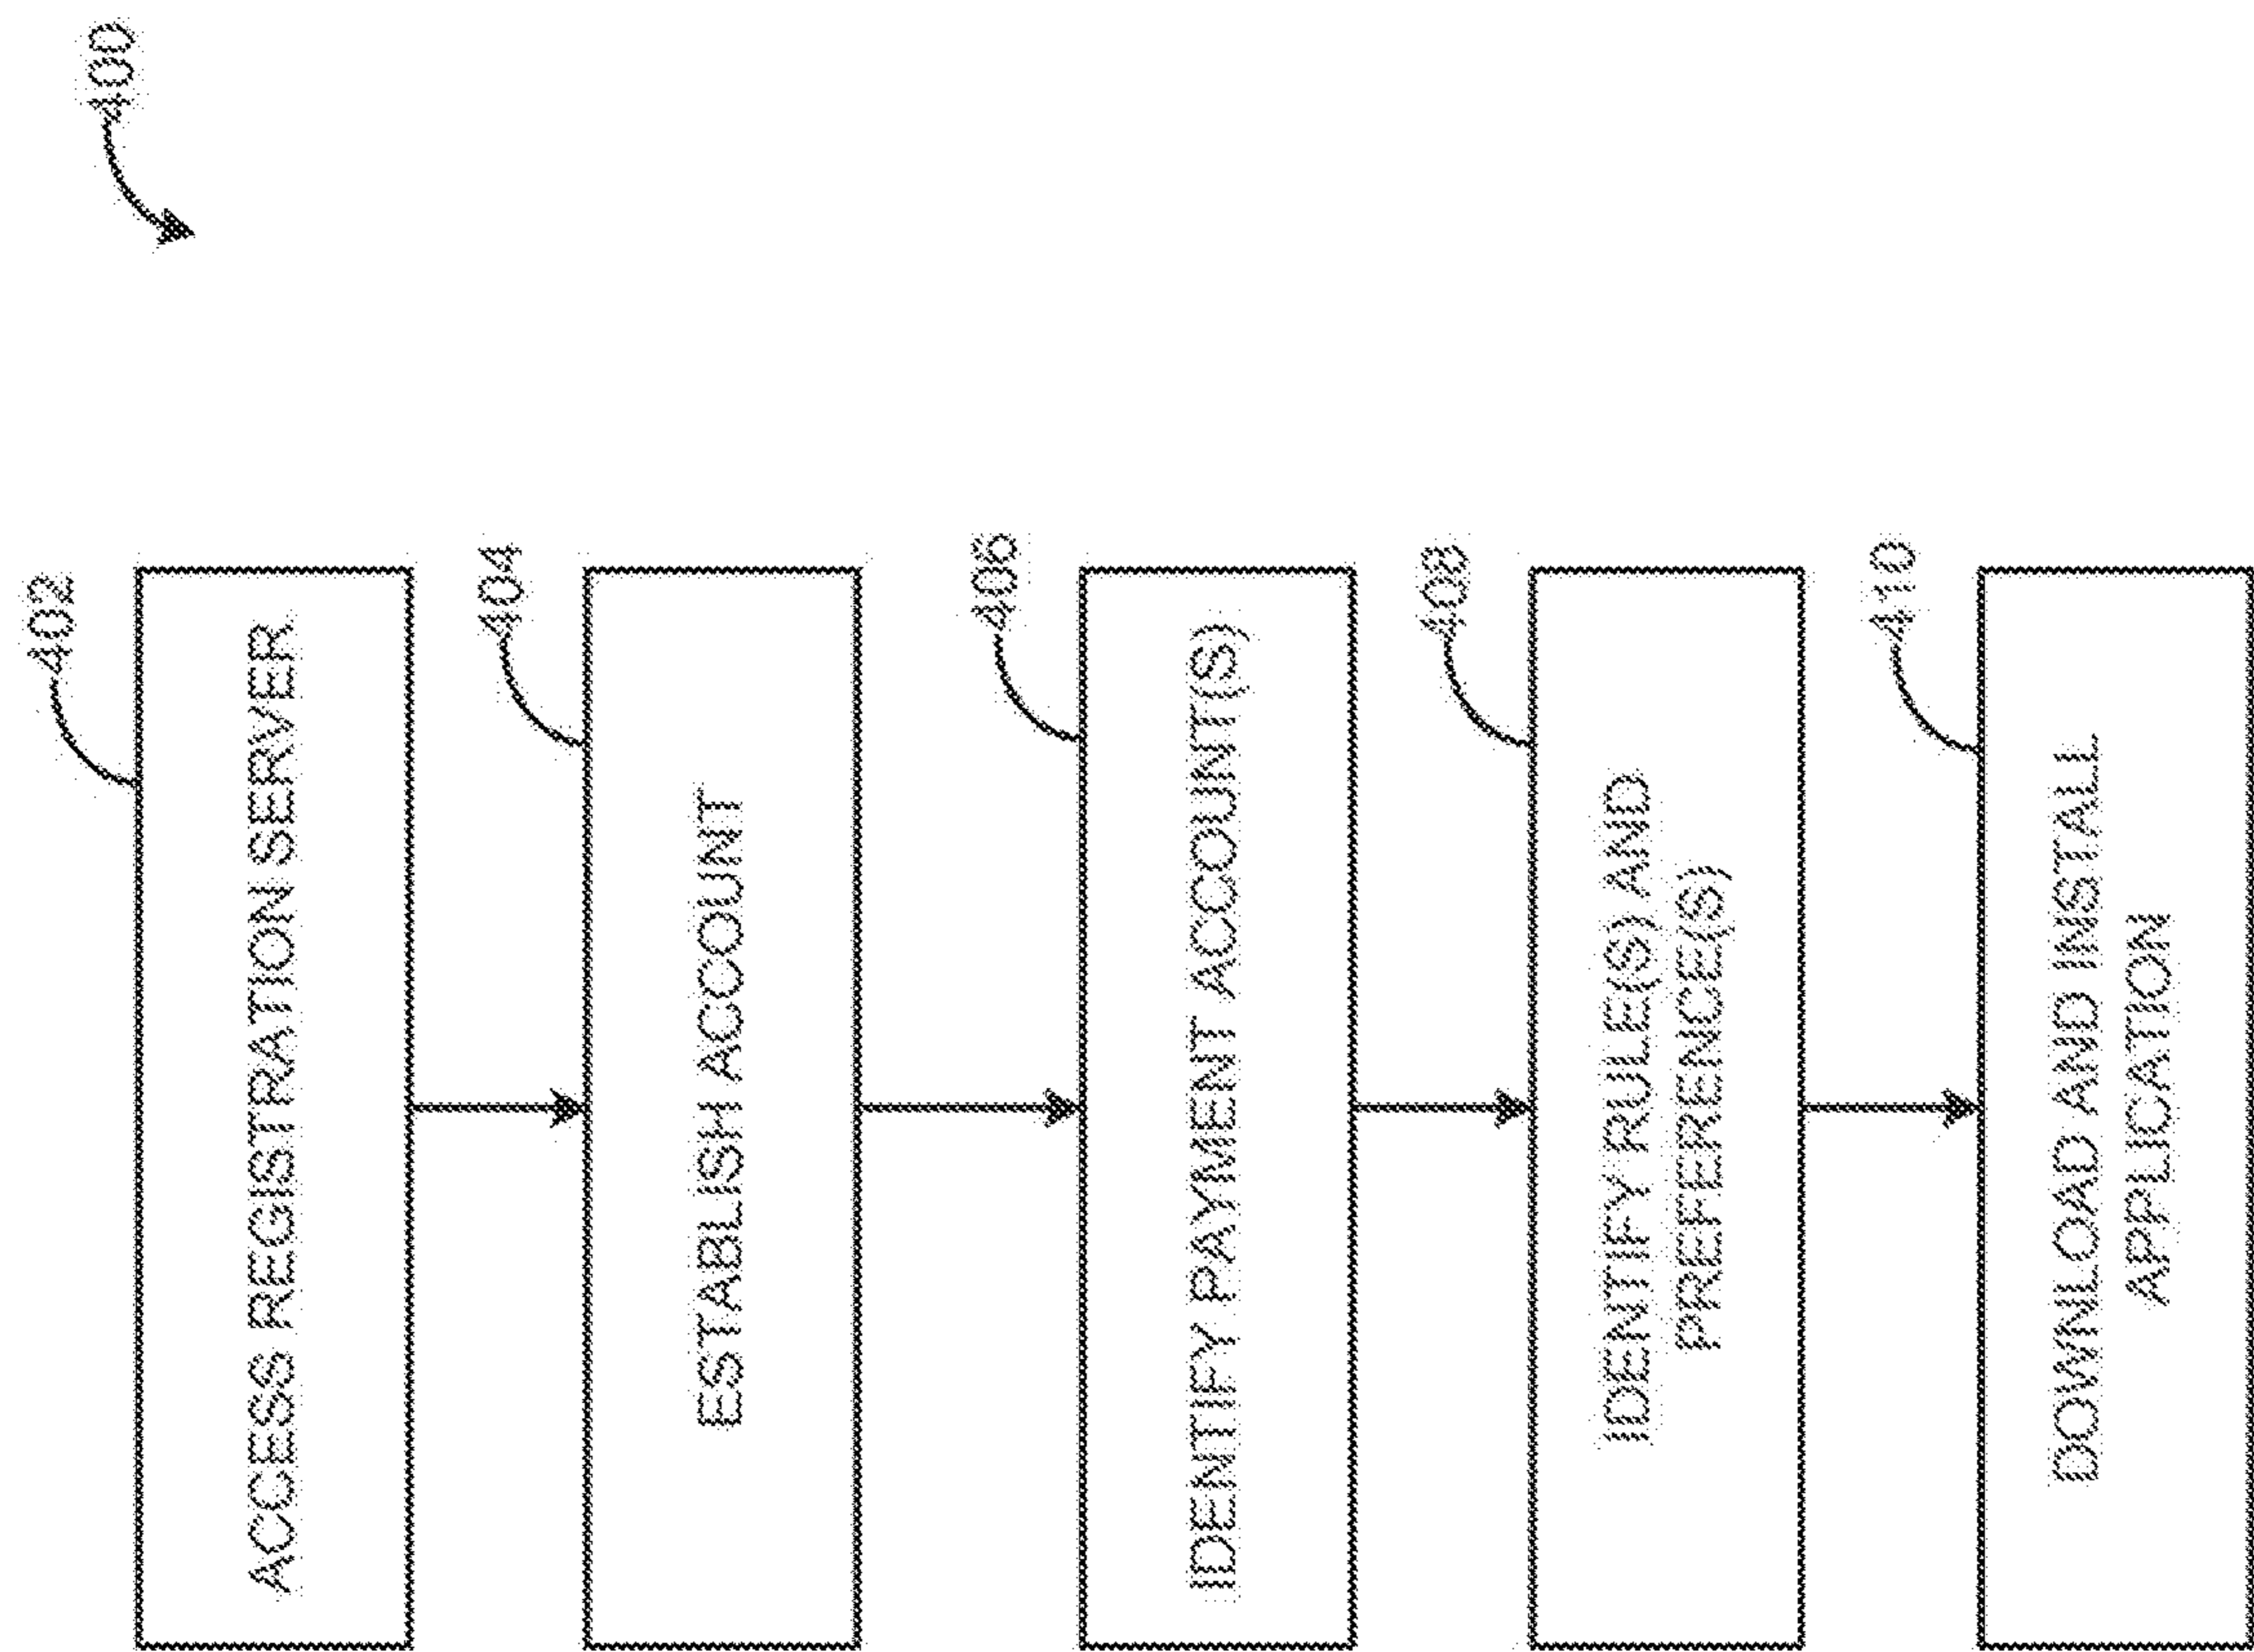 400
402
ACCESS REGISTRATION SERVER
404
ESTABLISH ACCOUNT
406
IDENTIFY PAYMENT ACCOUNT(S)
408
IDENTIFY RULE(S) AND
PREFERENCE(S)
410
DOWNLOAD AND INSTALL
APPLICATION